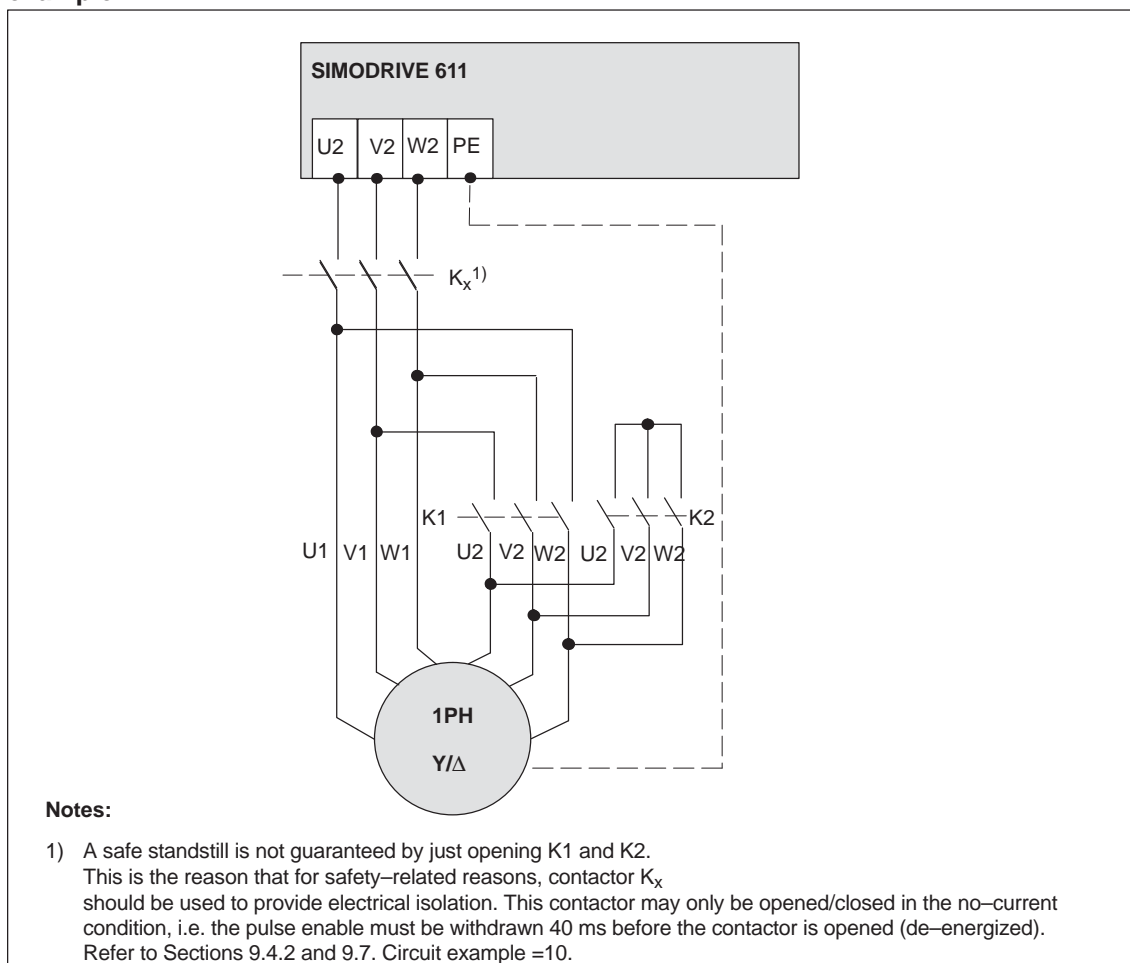 SIMODRIVE 611
U2 V2 W2 PE
Kx1)
K1 K2
U1 V1 W1 U2 V2 W2 U2 V2 W2
1PH
Y/Δ
Notes:
1) A safe standstill is not guaranteed by just opening K1 and K2.
This is the reason that for safety–related reasons, contactor Kx
should be used to provide electrical isolation. This contactor may only be opened/closed in the no–current
condition, i.e. the pulse enable must be withdrawn 40 ms before the contactor is opened (de–energized).
Refer to Sections 9.4.2 and 9.7. Circuit example =10.